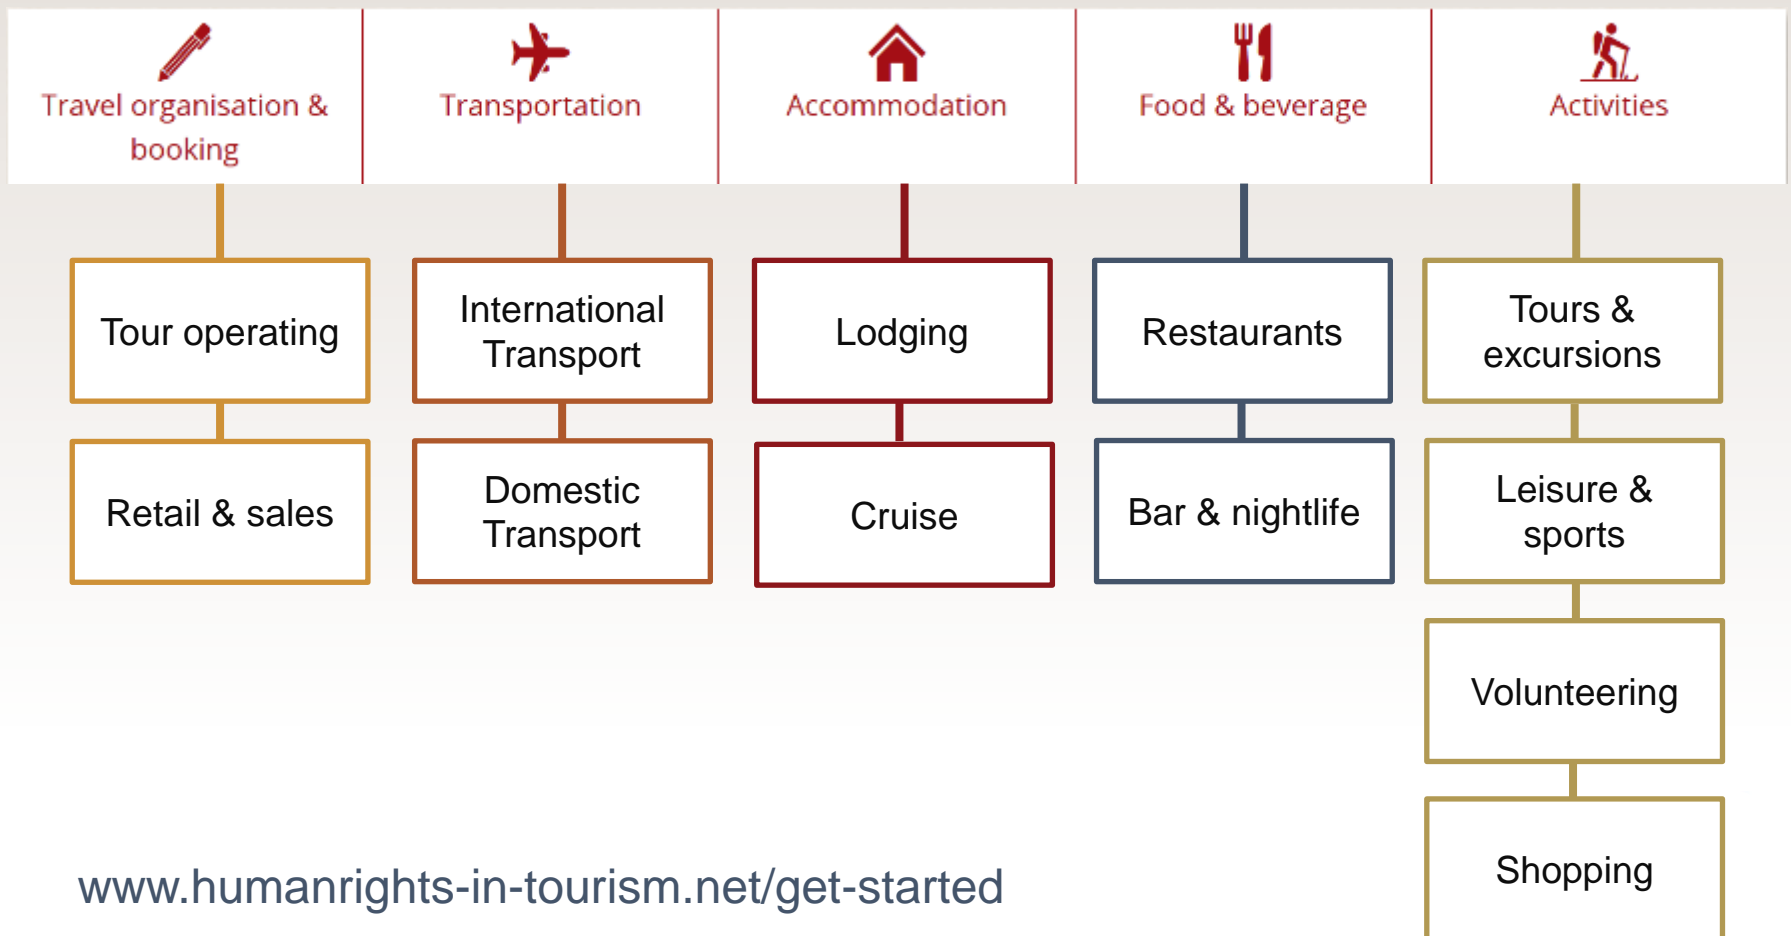 Travel organisation &
booking
Transportation
Accommodation
Food & beverage
Activities
Tour operating
International
Transport
Lodging
Restaurants
Tours &
excursions
Retail & sales
Domestic
Transport
Cruise
Bar & nightlife
Leisure &
sports
Volunteering
Shopping
www.humanrights-in-tourism.net/get-started